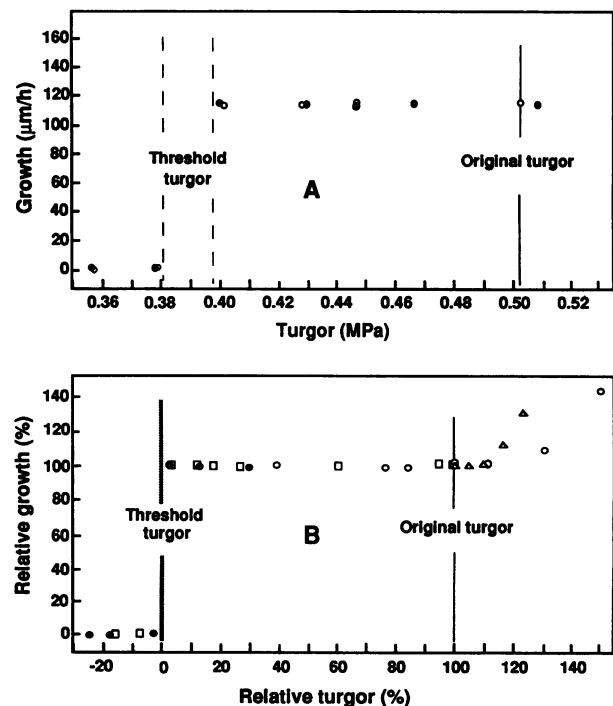 160
140
120
100
80
60
40
20
0
Growth (μm/h)
Threshold
turgor
Original turgor
A
0.36 0.38 0.40 0.42 0.44 0.46 0.48 0.50 0.52
Turgor (MPa)
140
120
100
80
60
40
20
0
Relative growth (%)
Threshold
turgor
Original turgor
B
-20 0 20 40 60 80 100 120 140
Relative turgor (%)